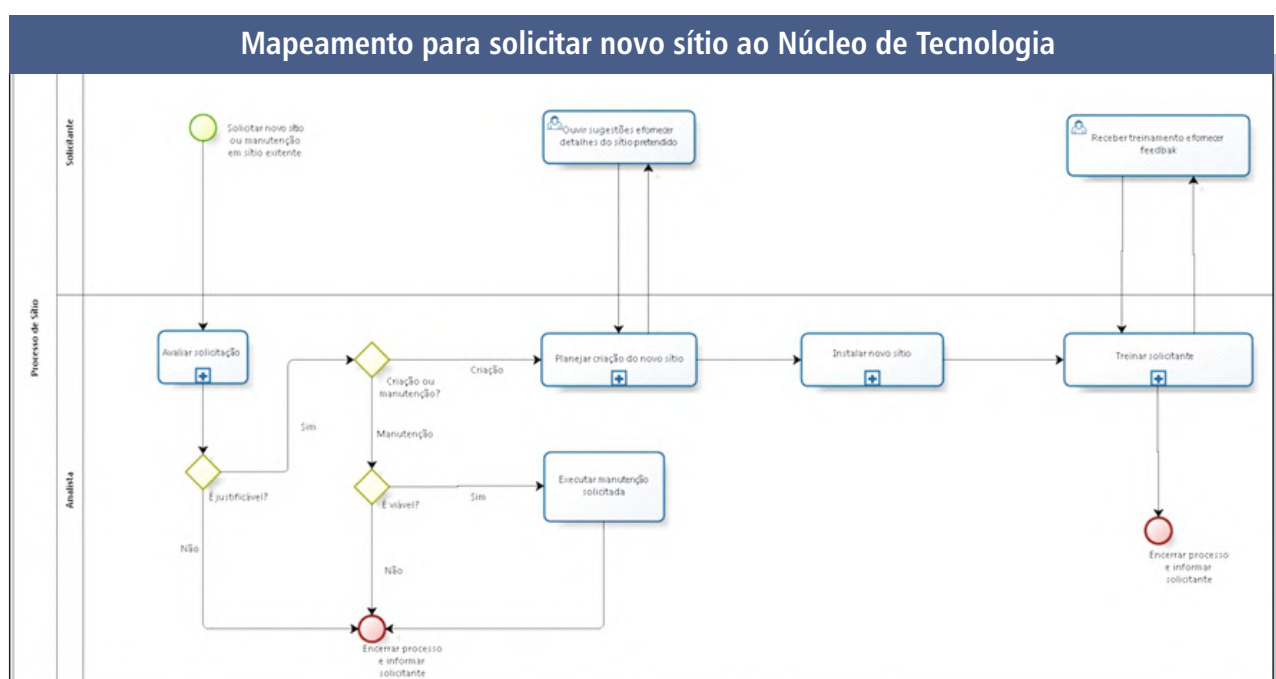 Mapeamento para solicitar novo sítio ao Núcleo de Tecnologia
Processo de Sítio
Solicitante
Solicitar novo sítio
ou manutenção
em sítio existente
Ouvir sugestões e fornecer
detalhes do sítio pretendido
Receber treinamento e fornecer
feedbak
Analista
Avaliar solicitação
É justificável?
Sim
Não
Criação ou
manutenção?
Criação
Manutenção
É viável?
Sim
Não
Planejar criação do novo sítio
Instalar novo sítio
Treinar solicitante
Executar manutenção
solicitada
Encerrar processo
e informar
solicitante
Encerrar processo
e informar
solicitante